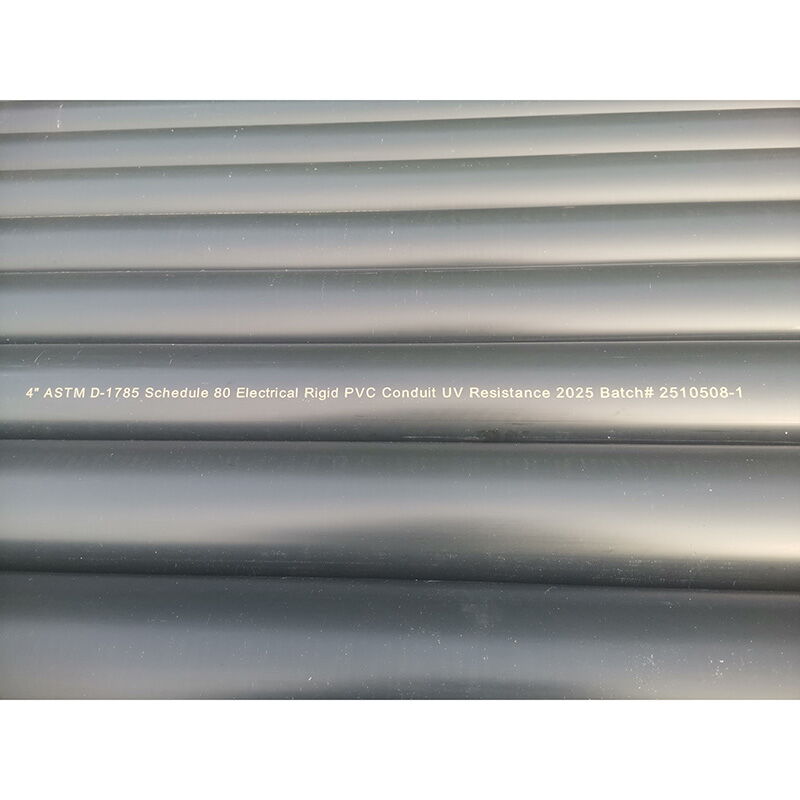 4" ASTM D-1785 Schedule 80 Electrical Rigid PVC Conduit UV Resistance 2025 Batch# 2510508-1